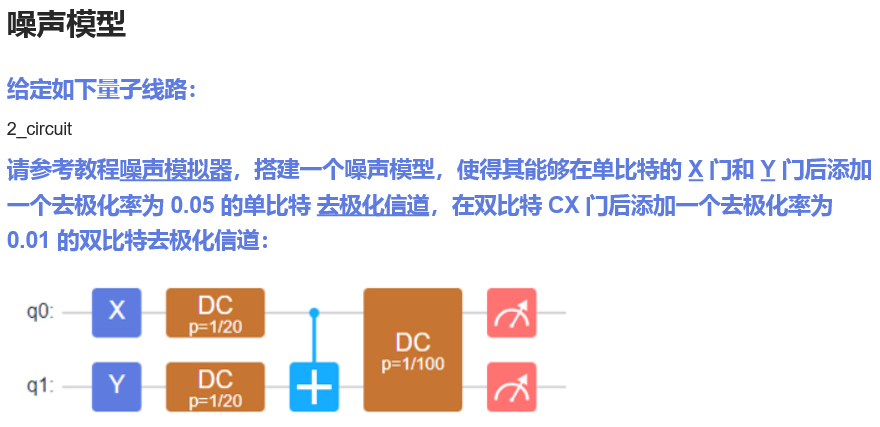 噪声模型
给定如下量子线路：
2_circuit
请参考教程噪声模拟器，搭建一个噪声模型，使得其能够在单比特的 X 门和 Y 门后添加
一个去极化率为 0.05 的单比特 去极化信道，在双比特 CX 门后添加一个去极化率为
0.01 的双比特去极化信道：
q0:
X
DC
p=1/20
DC
p=1/100
q1:
Y
DC
p=1/20